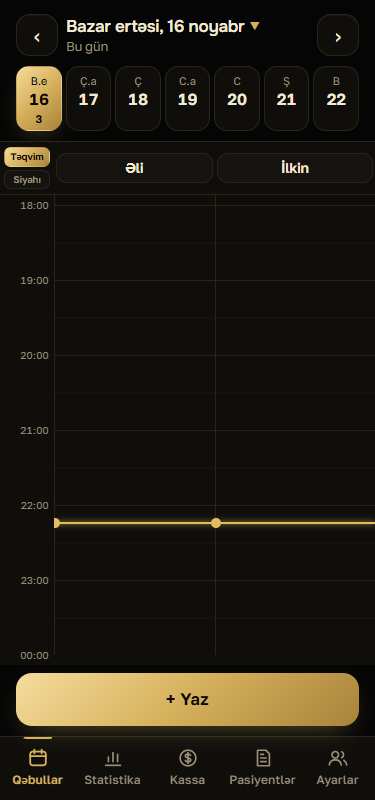 ‹
Bazar ertəsi, 16 noyabr ▼
Bu gün
›
B.e Ç.a Ç C.a C Ş B
16 17 18 19 20 21 22
3
Təqvim
Siyahı
Əli İlkin
18:00
19:00
20:00
21:00
22:00
23:00
00:00
+ Yaz
Qəbullar Statistika Kassa Pasiyentlər Ayarlar